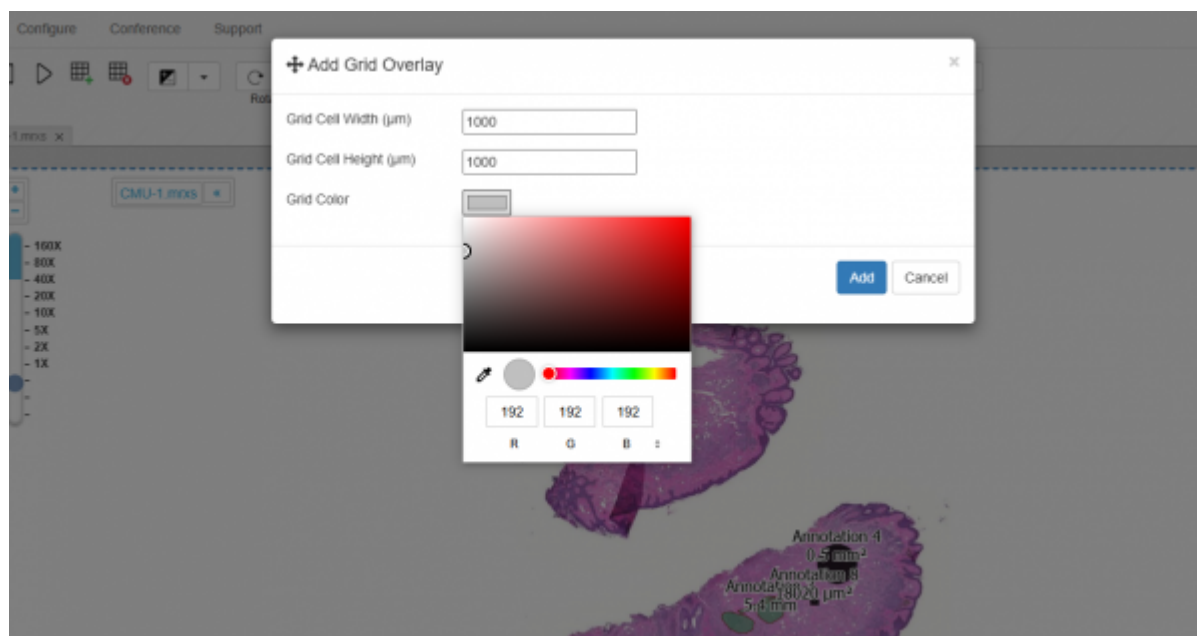 Configure Conference Support
Add Grid Overlay ×
Grid Cell Width (µm) 1000
Grid Cell Height (µm) 1000
Grid Color
-1.mrxs ×
CMU-1.mrxs «
+
−
- 160X
- 80X
- 40X
- 20X
- 10X
- 5X
- 2X
- 1X
Add Cancel
192 192 192
R G B
Annotation 4
0.5 mm²
Annotation 8
18020 µm²
5.4 mm